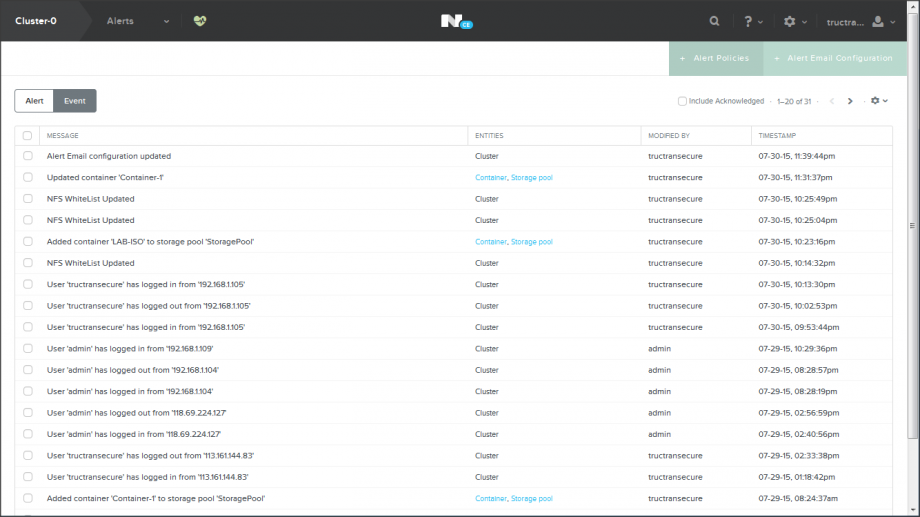 Cluster-0 Alerts N CE ? tructra...
+ Alert Policies + Alert Email Configuration
Alert Event Include Acknowledged · 1–20 of 31 ·
MESSAGE ENTITIES MODIFIED BY TIMESTAMP
Alert Email configuration updated Cluster tructransecure 07-30-15, 11:39:44pm
Updated container 'Container-1' Container, Storage pool tructransecure 07-30-15, 11:31:37pm
NFS WhiteList Updated Cluster tructransecure 07-30-15, 10:25:49pm
NFS WhiteList Updated Cluster tructransecure 07-30-15, 10:25:04pm
Added container 'LAB-ISO' to storage pool 'StoragePool' Container, Storage pool tructransecure 07-30-15, 10:23:16pm
NFS WhiteList Updated Cluster tructransecure 07-30-15, 10:14:32pm
User 'tructransecure' has logged in from '192.168.1.105' Cluster tructransecure 07-30-15, 10:13:30pm
User 'tructransecure' has logged out from '192.168.1.105' Cluster tructransecure 07-30-15, 10:02:53pm
User 'tructransecure' has logged in from '192.168.1.105' Cluster tructransecure 07-30-15, 09:53:44pm
User 'admin' has logged in from '192.168.1.109' Cluster admin 07-29-15, 10:29:36pm
User 'admin' has logged out from '192.168.1.104' Cluster admin 07-29-15, 08:28:57pm
User 'admin' has logged in from '192.168.1.104' Cluster admin 07-29-15, 08:28:19pm
User 'admin' has logged out from '118.69.224.127' Cluster admin 07-29-15, 02:56:59pm
User 'admin' has logged in from '118.69.224.127' Cluster admin 07-29-15, 02:40:56pm
User 'tructransecure' has logged out from '113.161.144.83' Cluster tructransecure 07-29-15, 02:33:38pm
User 'tructransecure' has logged in from '113.161.144.83' Cluster tructransecure 07-29-15, 01:18:42pm
Added container 'Container-1' to storage pool 'StoragePool' Container, Storage pool tructransecure 07-29-15, 08:24:37am